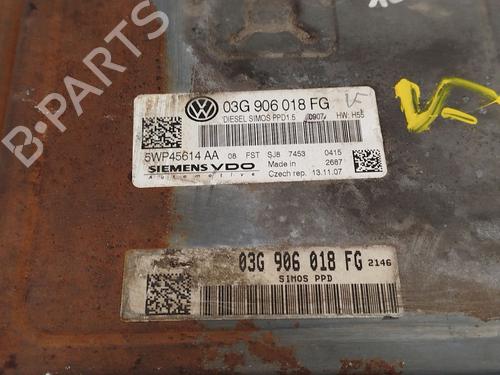 03G 906 018 FG
DIESEL SIMOS PPD1.5 0907 HW: H55
5WP45614 AA 08 FST SJ8 7453 0415
SIEMENS VDO Made in 2687
Automotive Czech rep. 13.11.07
03G 906 018 FG 2146
SIMOS PPD
B-PARTS